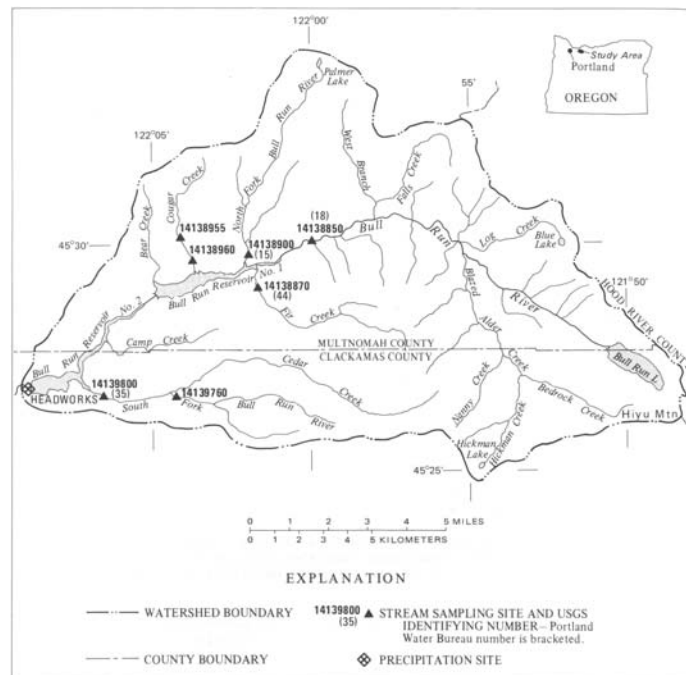 122°00'
Palmer
Lake
Study Area
Portland
OREGON
55'
122°05'
Bull Run River
North Fork
West Branch
Falls Creek
Cougar Creek
Bear Creek
14138955
14138960
14138900
(15)
(18)
14138850
Bull Run River
Log Creek
Blue
Lake
45°30'
121°50'
HOOD RIVER COUNTY
14138870
(44)
Bull Run Reservoir No. 1
Fir Creek
Blazed Alder Creek
Bull Run Reservoir No. 2
Camp Creek
MULTNOMAH COUNTY
CLACKAMAS COUNTY
Bull Run L.
Cedar Creek
14139800
(35)
14139760
HEADWORKS
South Fork Bull Run River
Nanny Creek
Bedrock Creek
Hiyu Mtn.
Hickman
Lake
Hickman Creek
45°25'
0 1 2 3 4 5 MILES
0 1 2 3 4 5 KILOMETERS
EXPLANATION
WATERSHED BOUNDARY
COUNTY BOUNDARY
14139800
(35)
STREAM SAMPLING SITE AND USGS
IDENTIFYING NUMBER – Portland
Water Bureau number is bracketed.
PRECIPITATION SITE